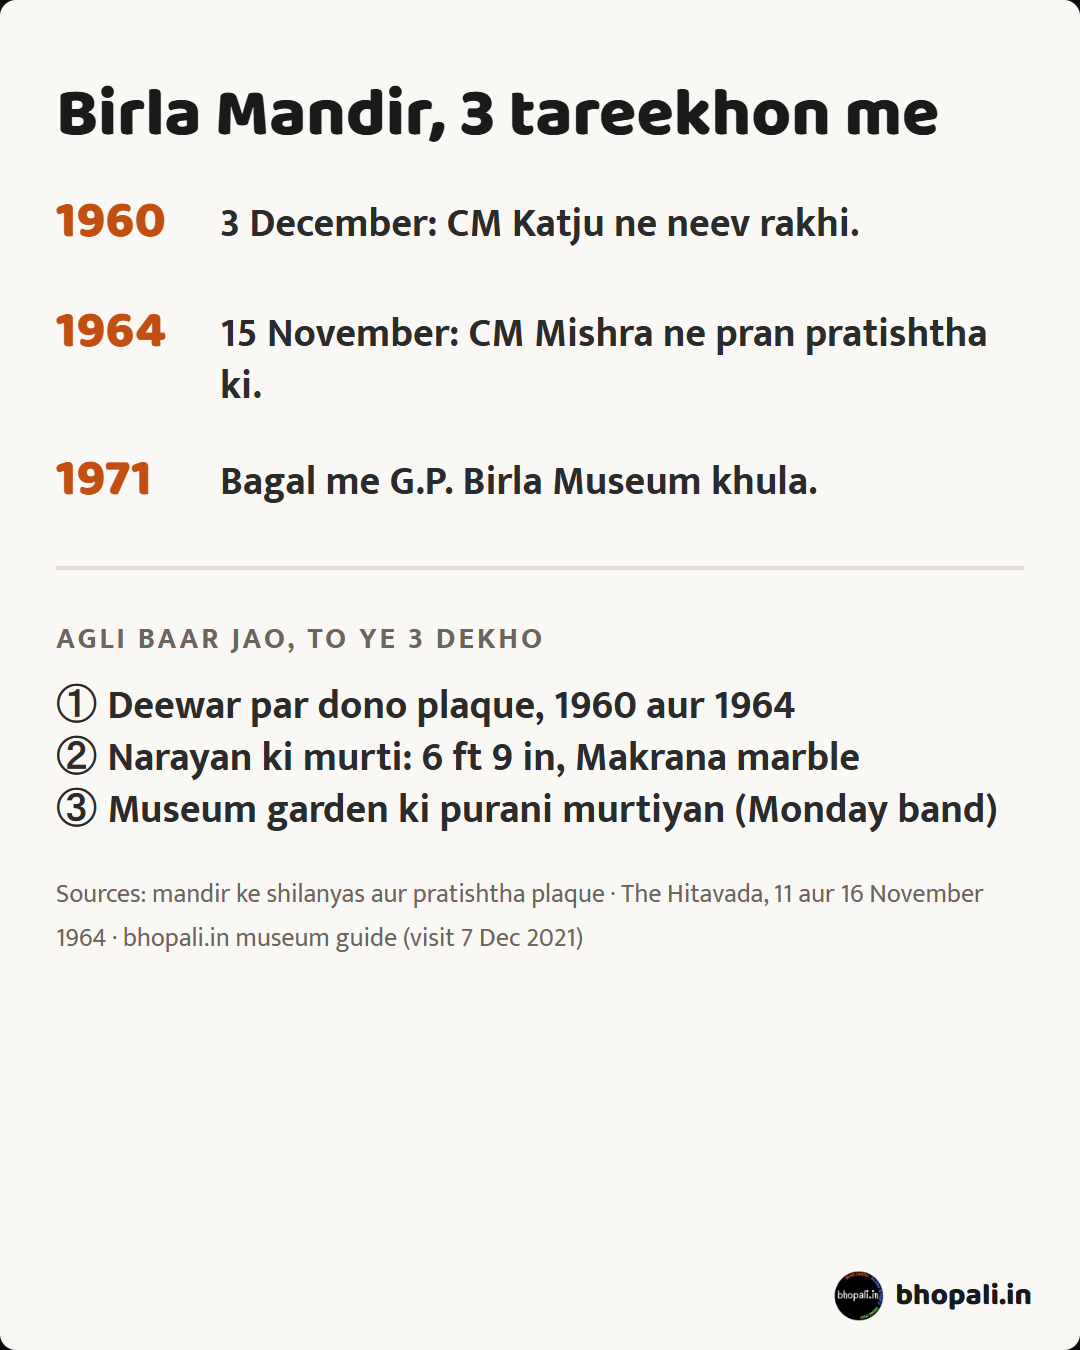 Birla Mandir, 3 tareekhon me
1960 3 December: CM Katju ne neev rakhi.
1964 15 November: CM Mishra ne pran pratishtha
ki.
1971 Bagal me G.P. Birla Museum khula.
AGLI BAAR JAO, TO YE 3 DEKHO
① Deewar par dono plaque, 1960 aur 1964
② Narayan ki murti: 6 ft 9 in, Makrana marble
③ Museum garden ki purani murtiyan (Monday band)
Sources: mandir ke shilanyas aur pratishtha plaque · The Hitavada, 11 aur 16 November
1964 · bhopali.in museum guide (visit 7 Dec 2021)
bhopali.in bhopali.in